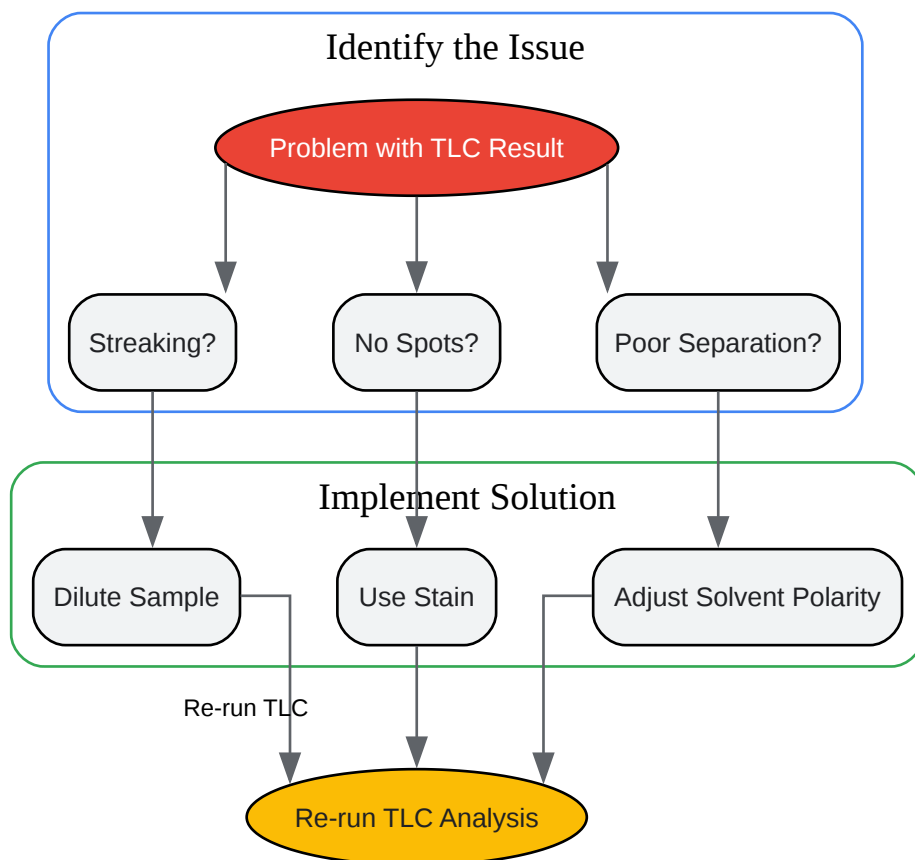 Identify the Issue
Problem with TLC Result
Streaking?
No Spots?
Poor Separation?
Implement Solution
Dilute Sample
Use Stain
Adjust Solvent Polarity
Re-run TLC
Re-run TLC Analysis